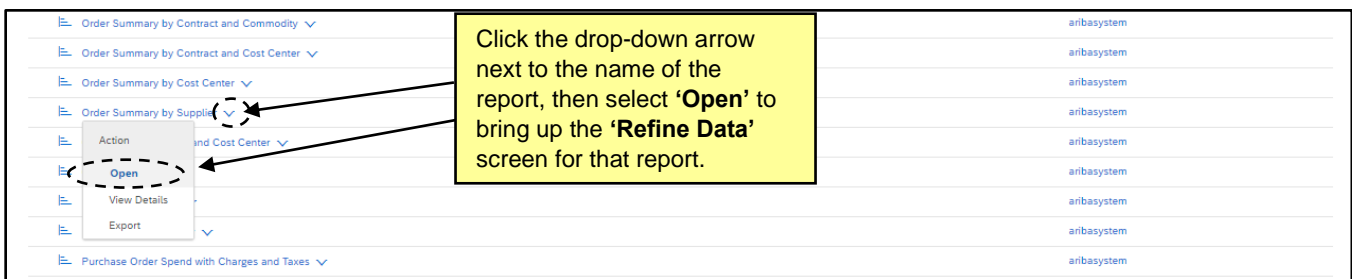 Order Summary by Contract and Commodity aribasystem
Order Summary by Contract and Cost Center aribasystem
Order Summary by Cost Center aribasystem
Order Summary by Supplier aribasystem
Action and Cost Center aribasystem
Open aribasystem
View Details aribasystem
Export aribasystem
Purchase Order Spend with Charges and Taxes aribasystem
Click the drop-down arrow
next to the name of the
report, then select ‘Open’ to
bring up the ‘Refine Data’
screen for that report.